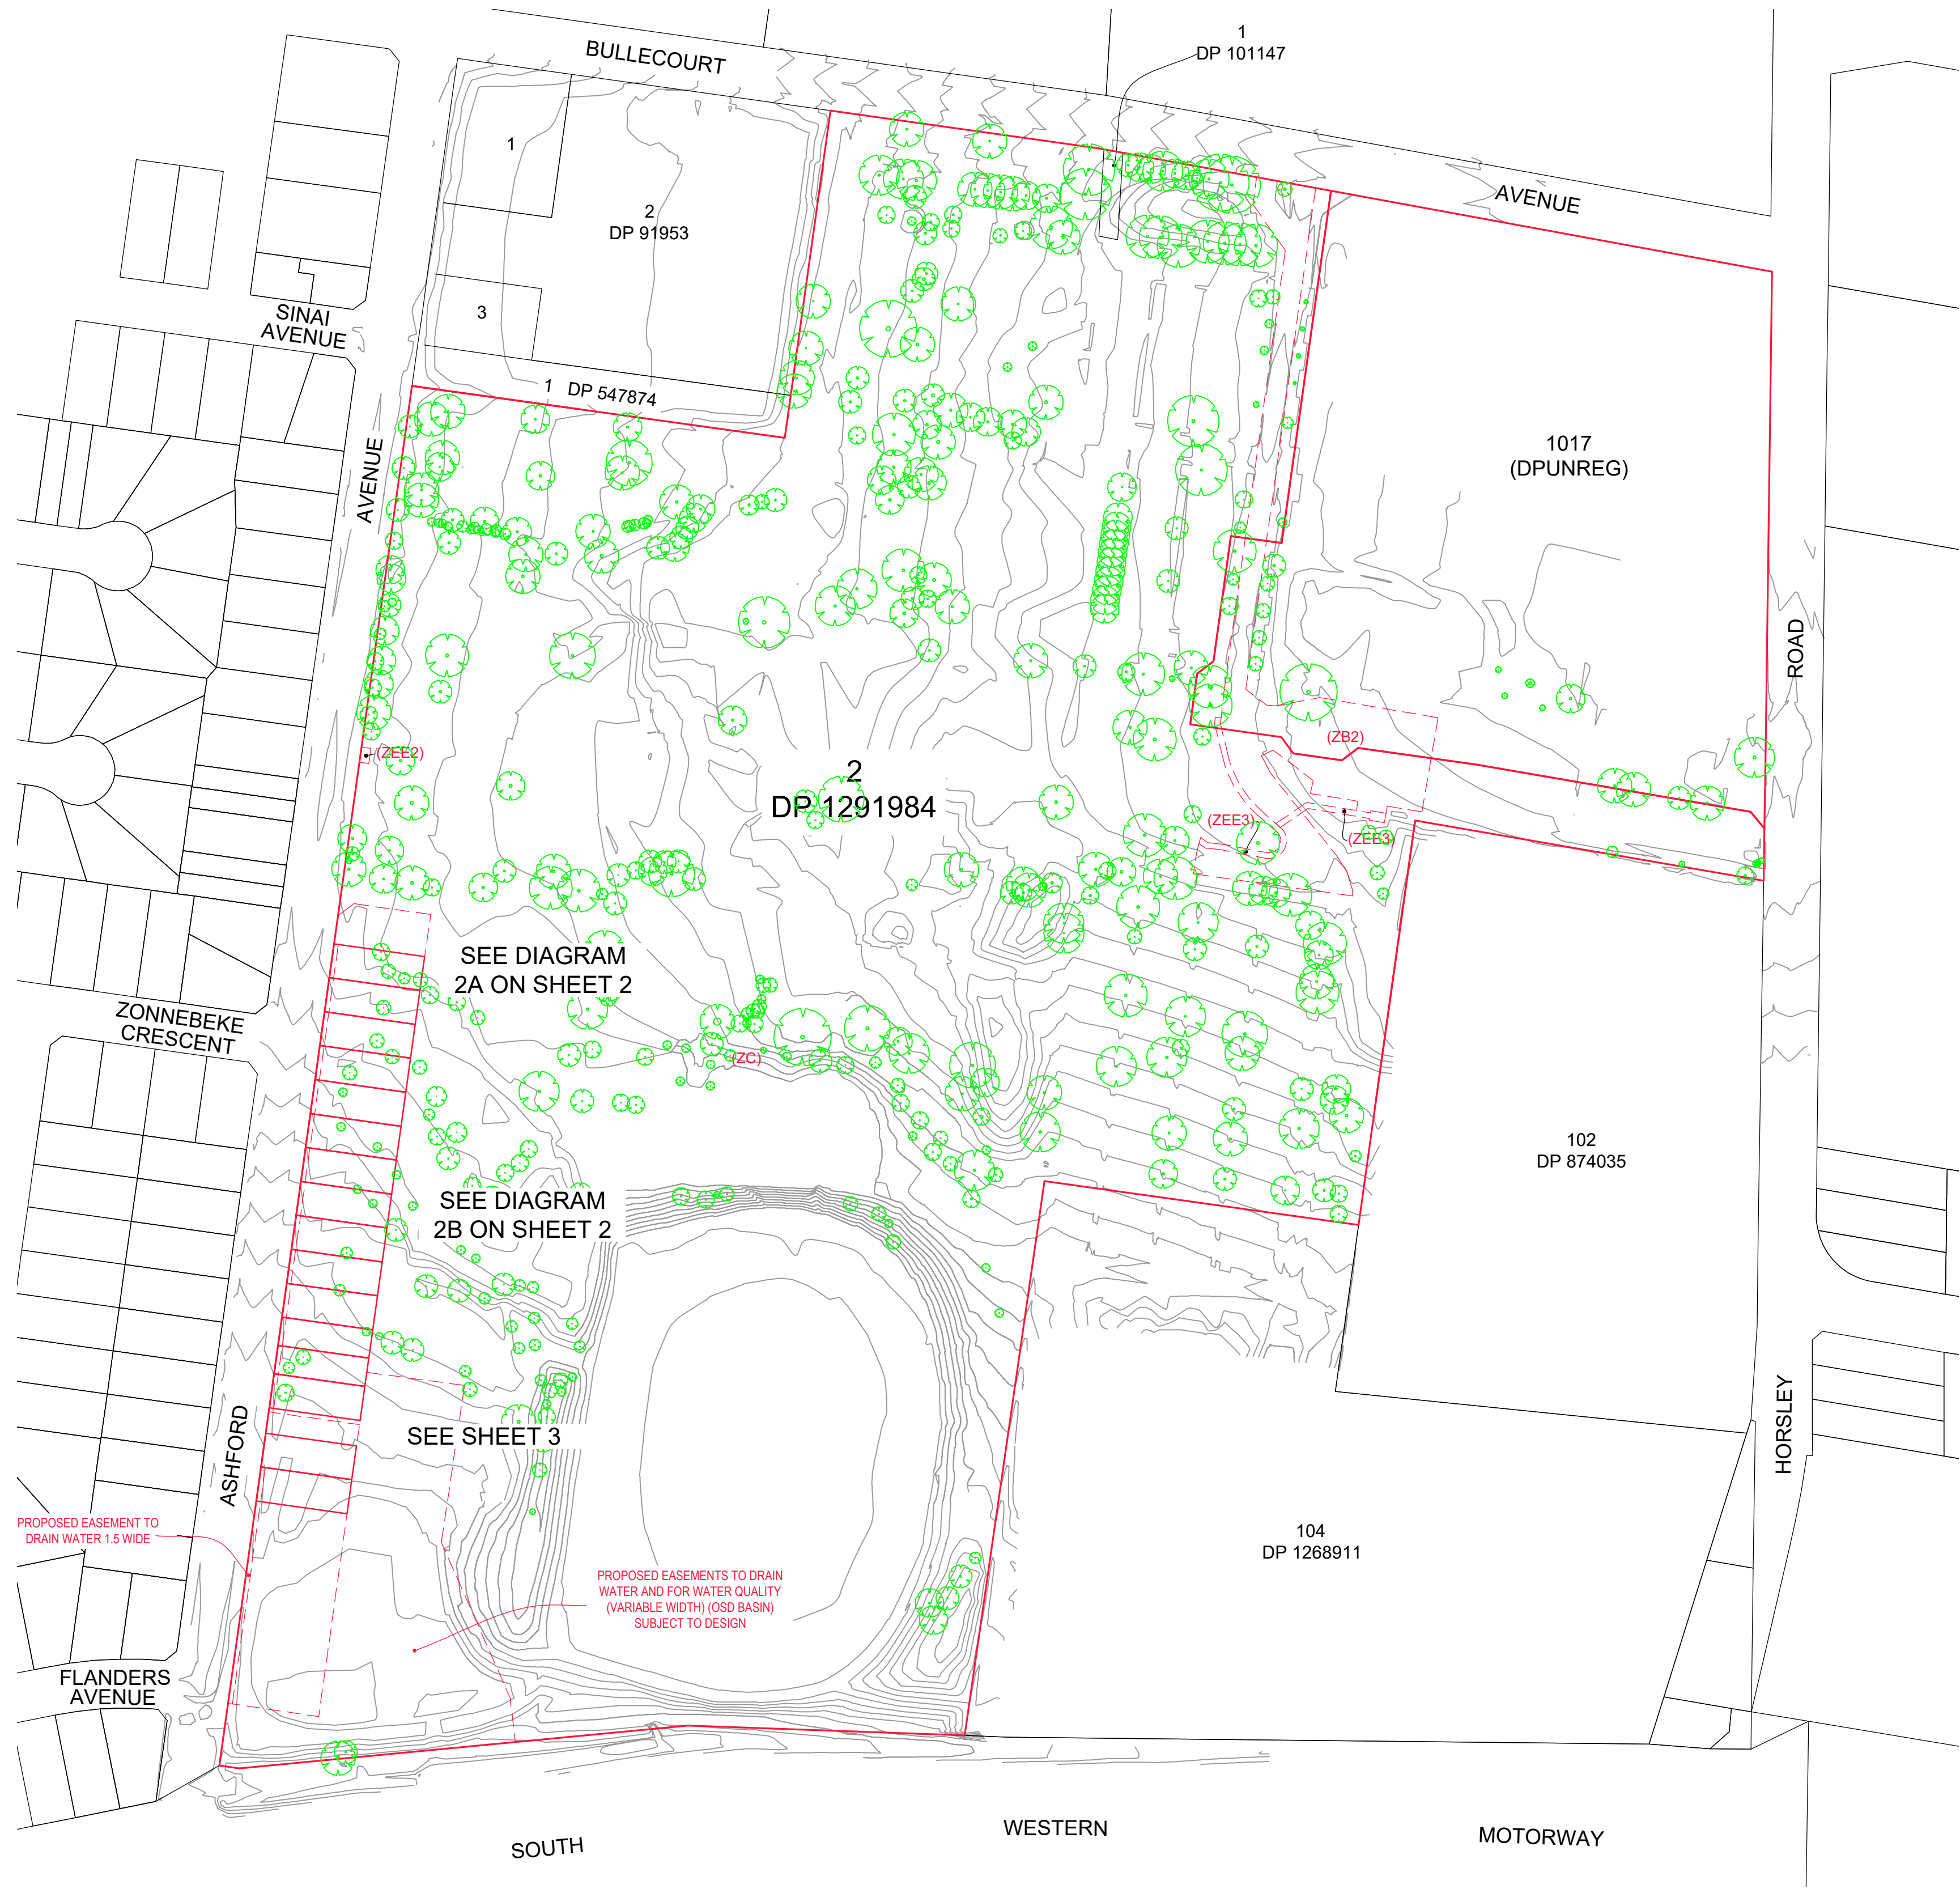 BULLECOURT
1
DP 101147
AVENUE
1
2
DP 91953
3
SINAI
AVENUE
1 DP 547874
AVENUE
1017
(DPUNREG)
ROAD
(ZEE2)
(ZB2)
2
DP 1291984
(ZEE3)
(ZEE3)
SEE DIAGRAM
2A ON SHEET 2
ZONNEBEKE
CRESCENT
(ZC)
102
DP 874035
SEE DIAGRAM
2B ON SHEET 2
SEE SHEET 3
HORSLEY
ASHFORD
PROPOSED EASEMENT TO
DRAIN WATER 1.5 WIDE
104
DP 1268911
PROPOSED EASEMENTS TO DRAIN
WATER AND FOR WATER QUALITY
(VARIABLE WIDTH) (OSD BASIN)
SUBJECT TO DESIGN
FLANDERS
AVENUE
SOUTH
WESTERN
MOTORWAY